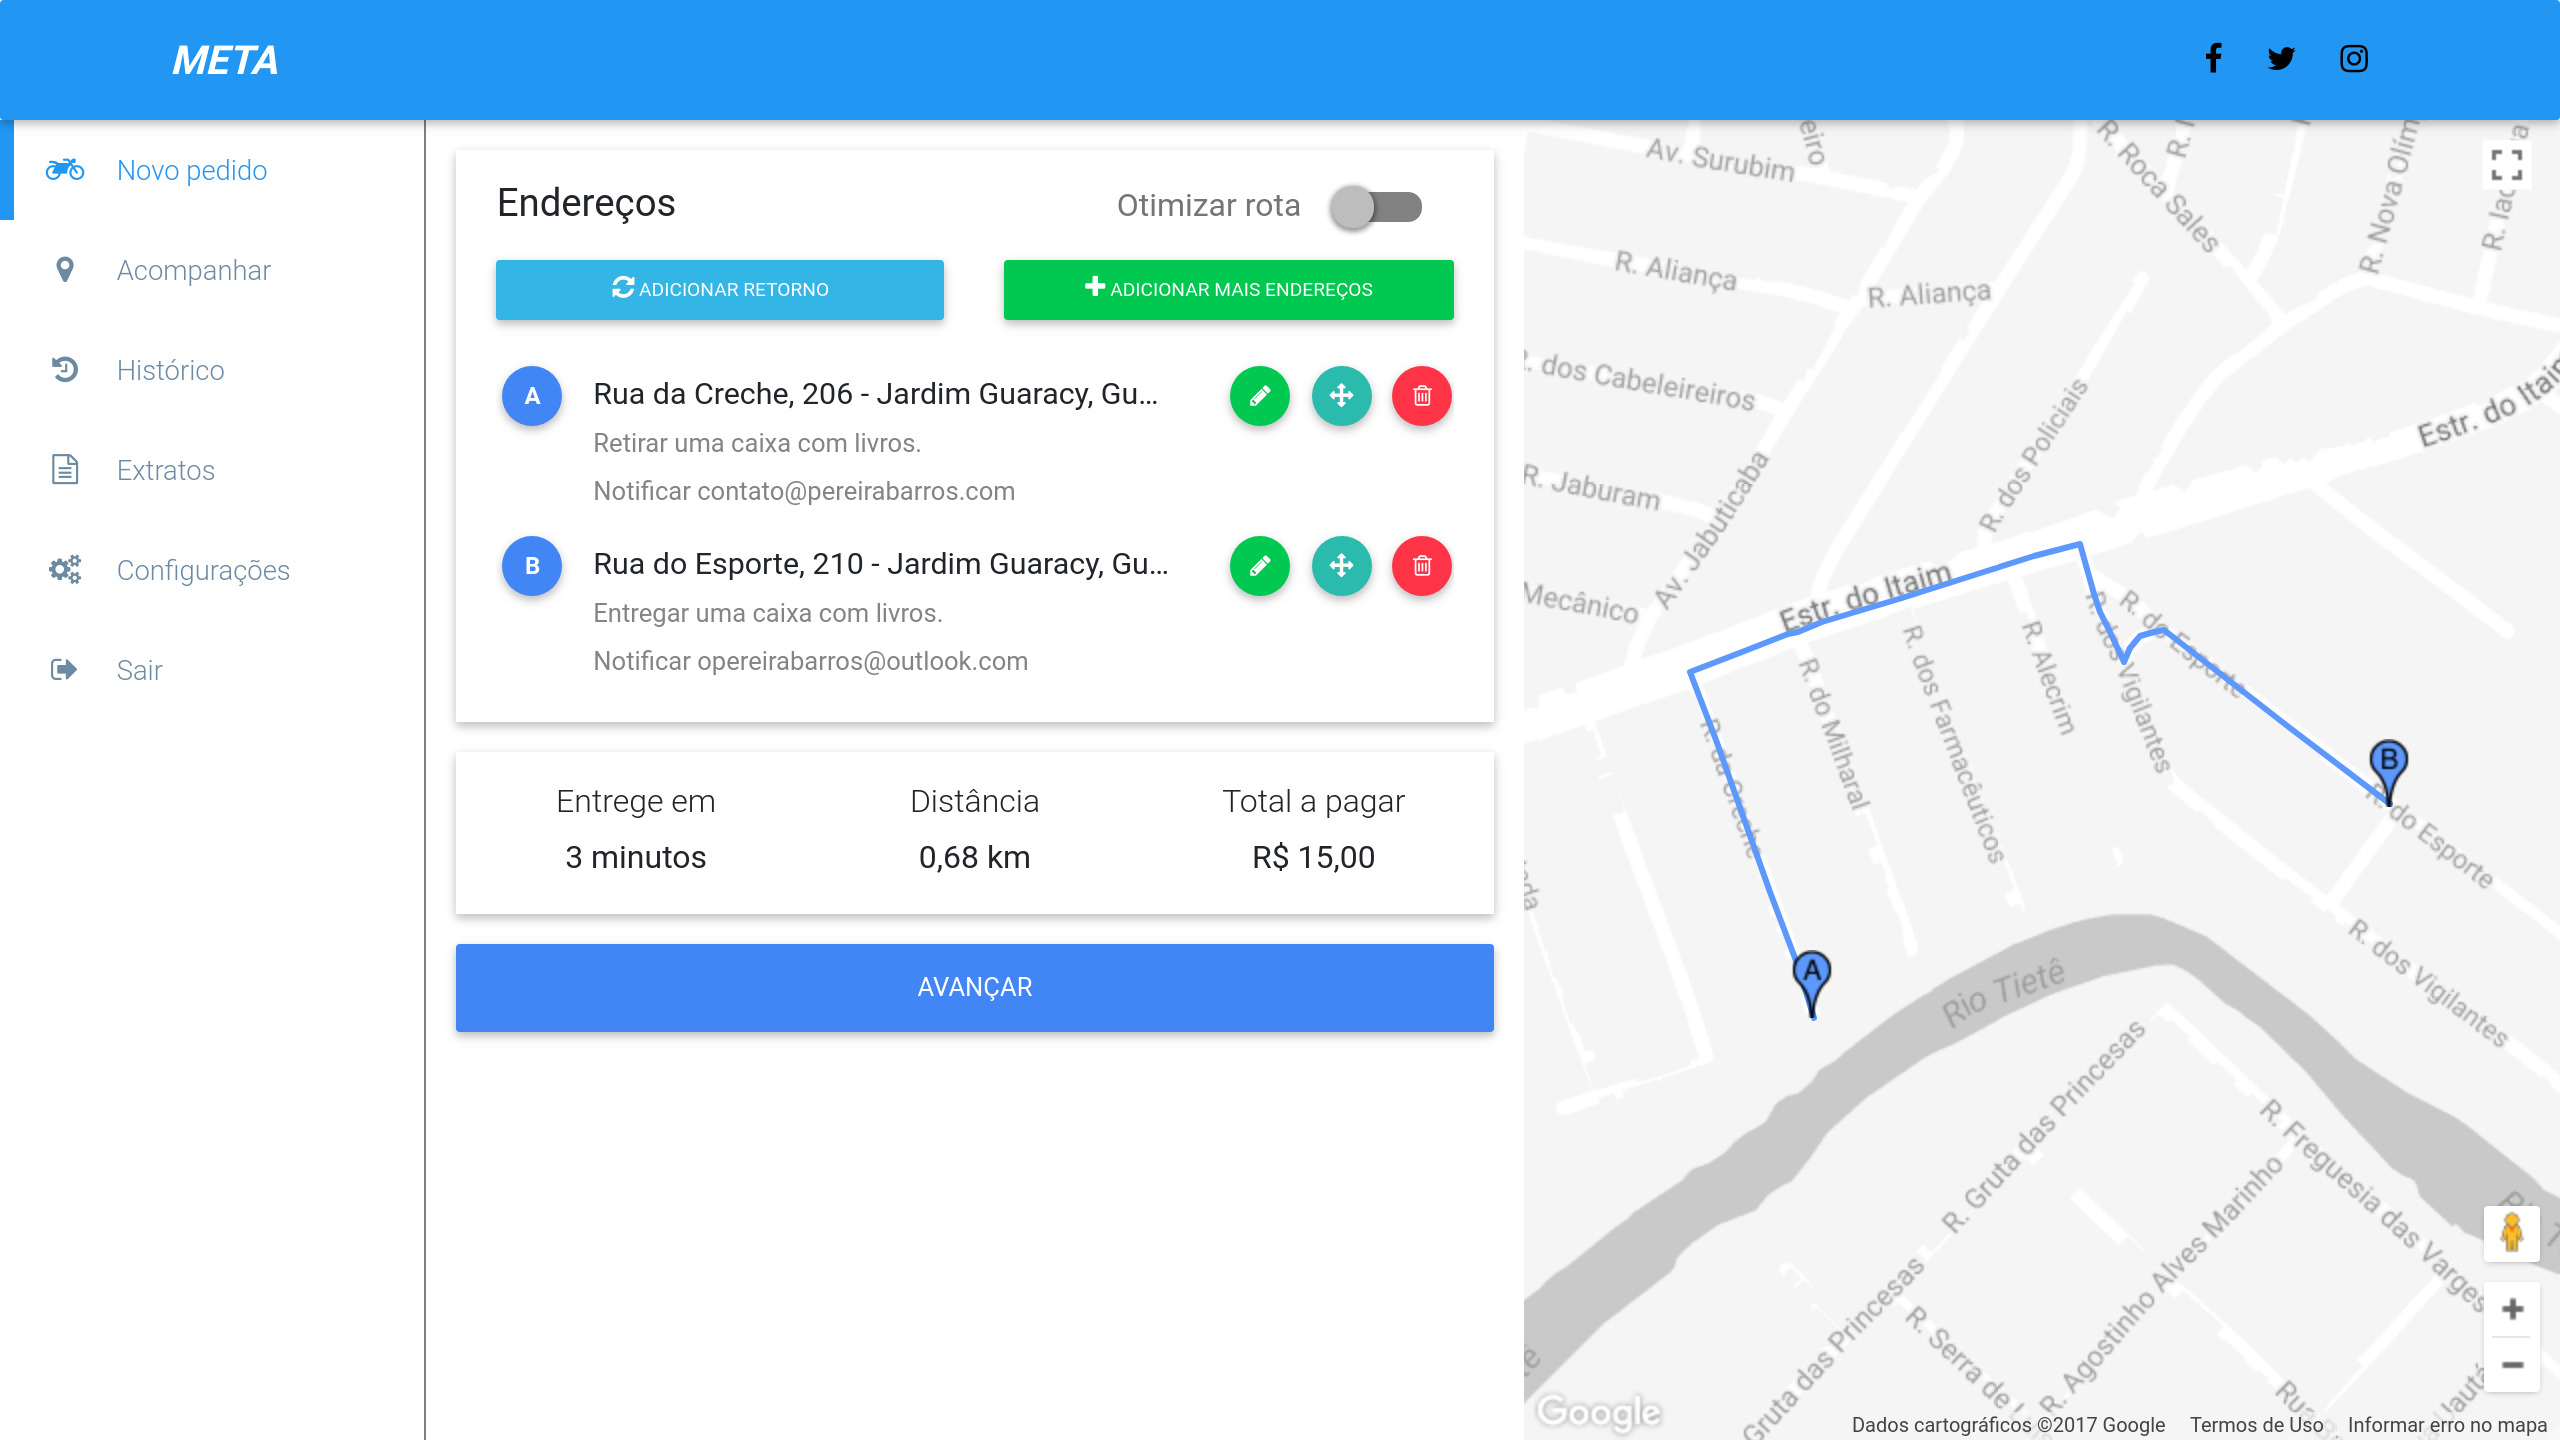 META
Novo pedido
Acompanhar
Histórico
Extratos
Configurações
Sair
Endereços
Otimizar rota
ADICIONAR RETORNO
ADICIONAR MAIS ENDEREÇOS
A
Rua da Creche, 206 - Jardim Guaracy, Gu...
Retirar uma caixa com livros.
Notificar contato@pereirabarros.com
B
Rua do Esporte, 210 - Jardim Guaracy, Gu...
Entregar uma caixa com livros.
Notificar opereirabarros@outlook.com
Entrege em
3 minutos
Distância
0,68 km
Total a pagar
R$ 15,00
AVANÇAR
eiro
Av. Surubim
R. Roca Sales
R. Nova Olím
R. Iac
R. Aliança
R. Aliança
R. dos Cabeleireiros
Estr. do Itaim
R. dos Policiais
R. Jaburam
Av. Jabuticaba
Mecânico
Estr. do Itaim
R. do Esporte
R. dos Vigilantes
R. Alecrim
R. dos Farmacêuticos
R. do Milharal
R. da Creche
B
R. do Esporte
A
R. dos Vigilantes
Rio Tietê
R. Gruta das Princesas
R. Freguesia das Varges
R. Agostinho Alves Marinho
Gruta das Princesas
R. Serra de
Rua
Google
Dados cartográficos ©2017 Google
Termos de Uso
Informar erro no mapa